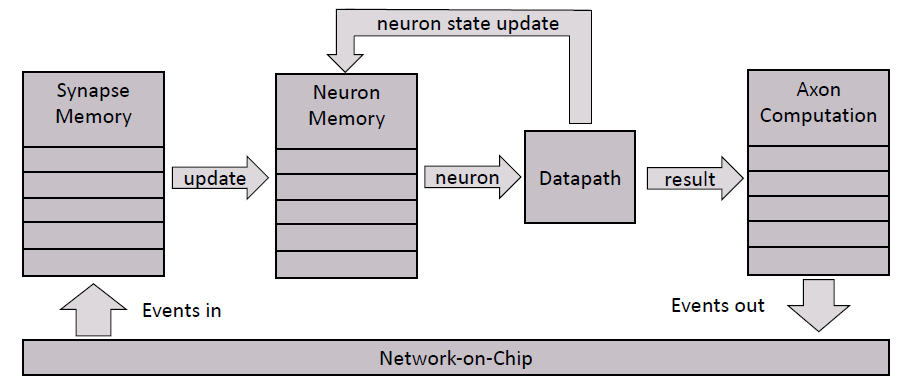 neuron state update
Synapse
Memory
Neuron
Memory
Axon
Computation
update
neuron
Datapath
result
Events in
Events out
Network-on-Chip